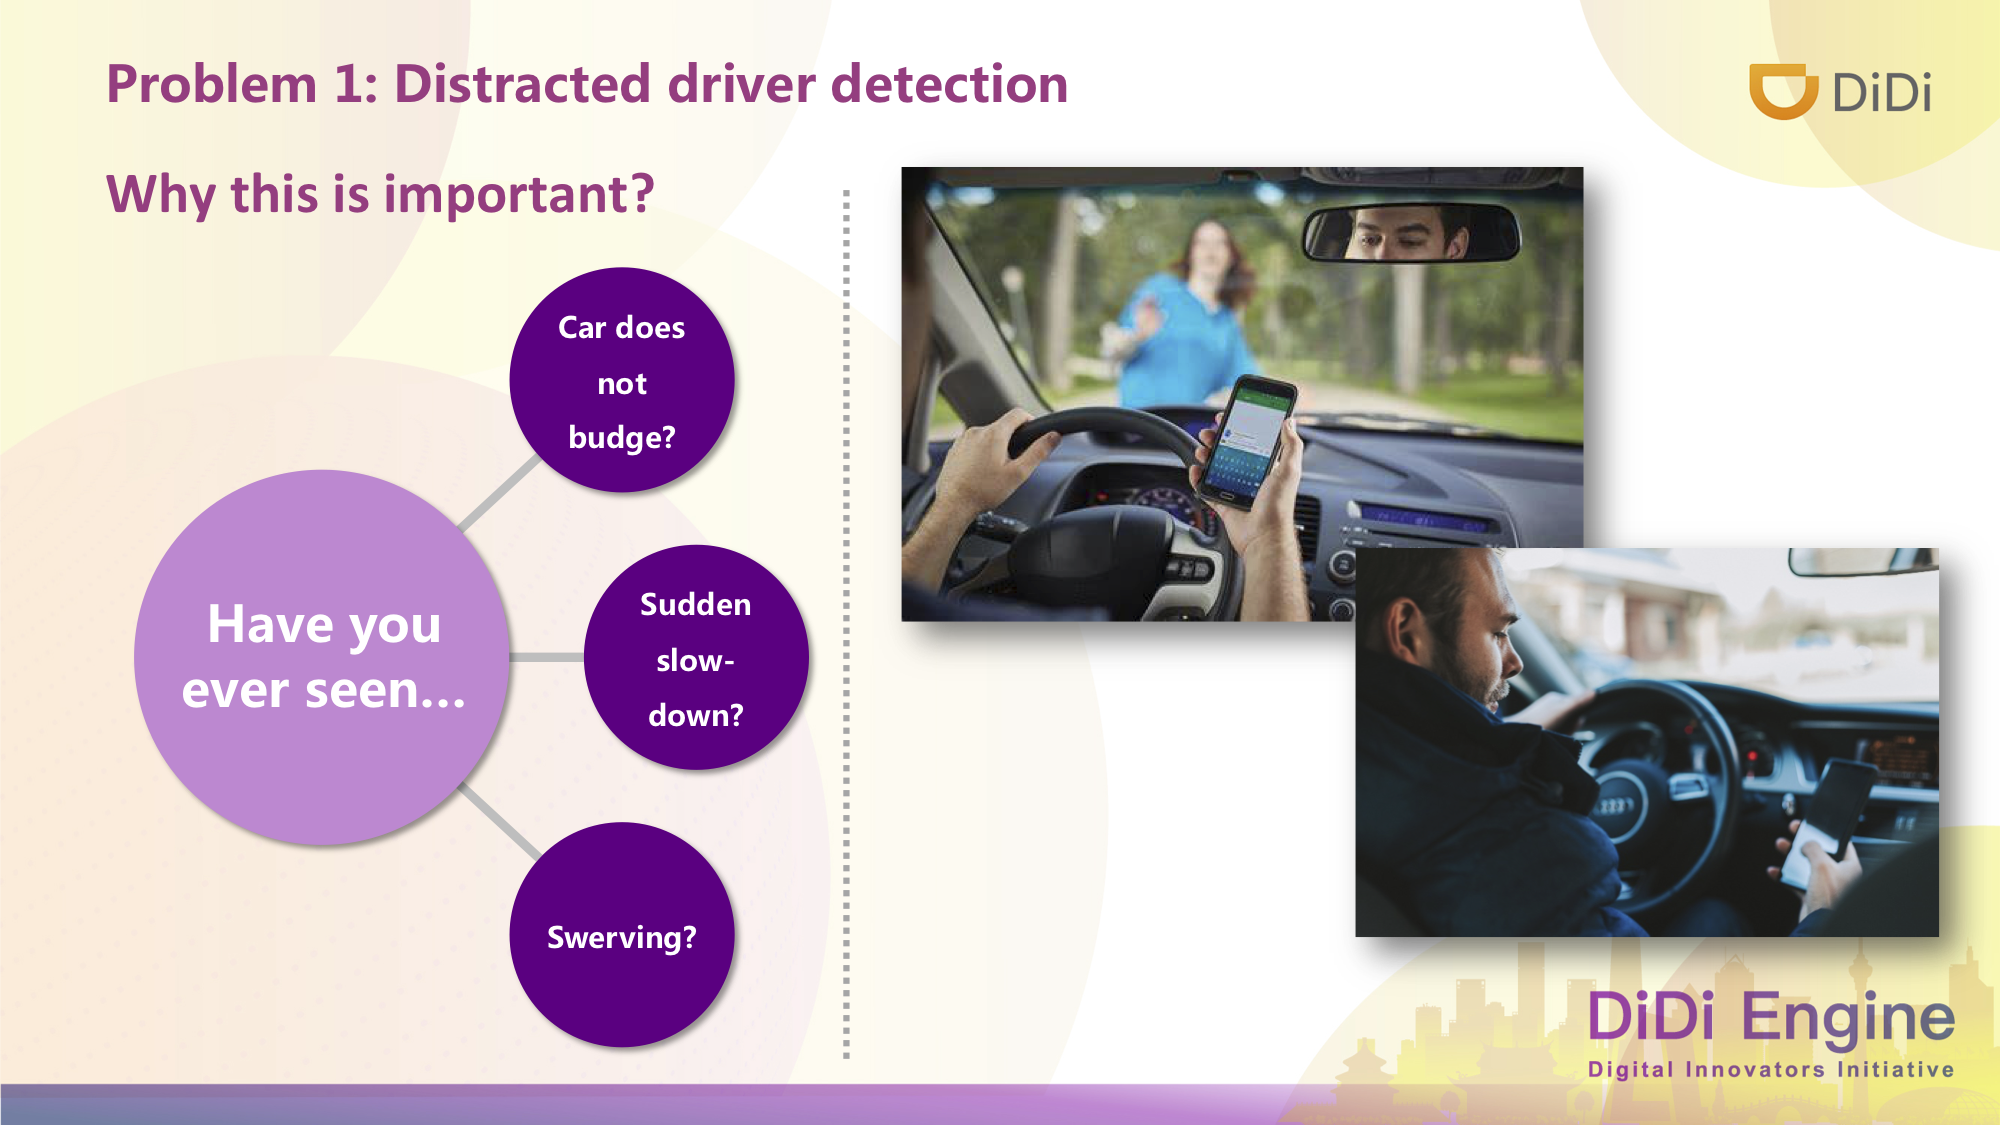 Problem 1: Distracted driver detection
DiDi
Why this is important?
Car does
not
budge?
Have you
ever seen...
Sudden
slow-
down?
Swerving?
DiDi Engine
Digital Innovators Initiative